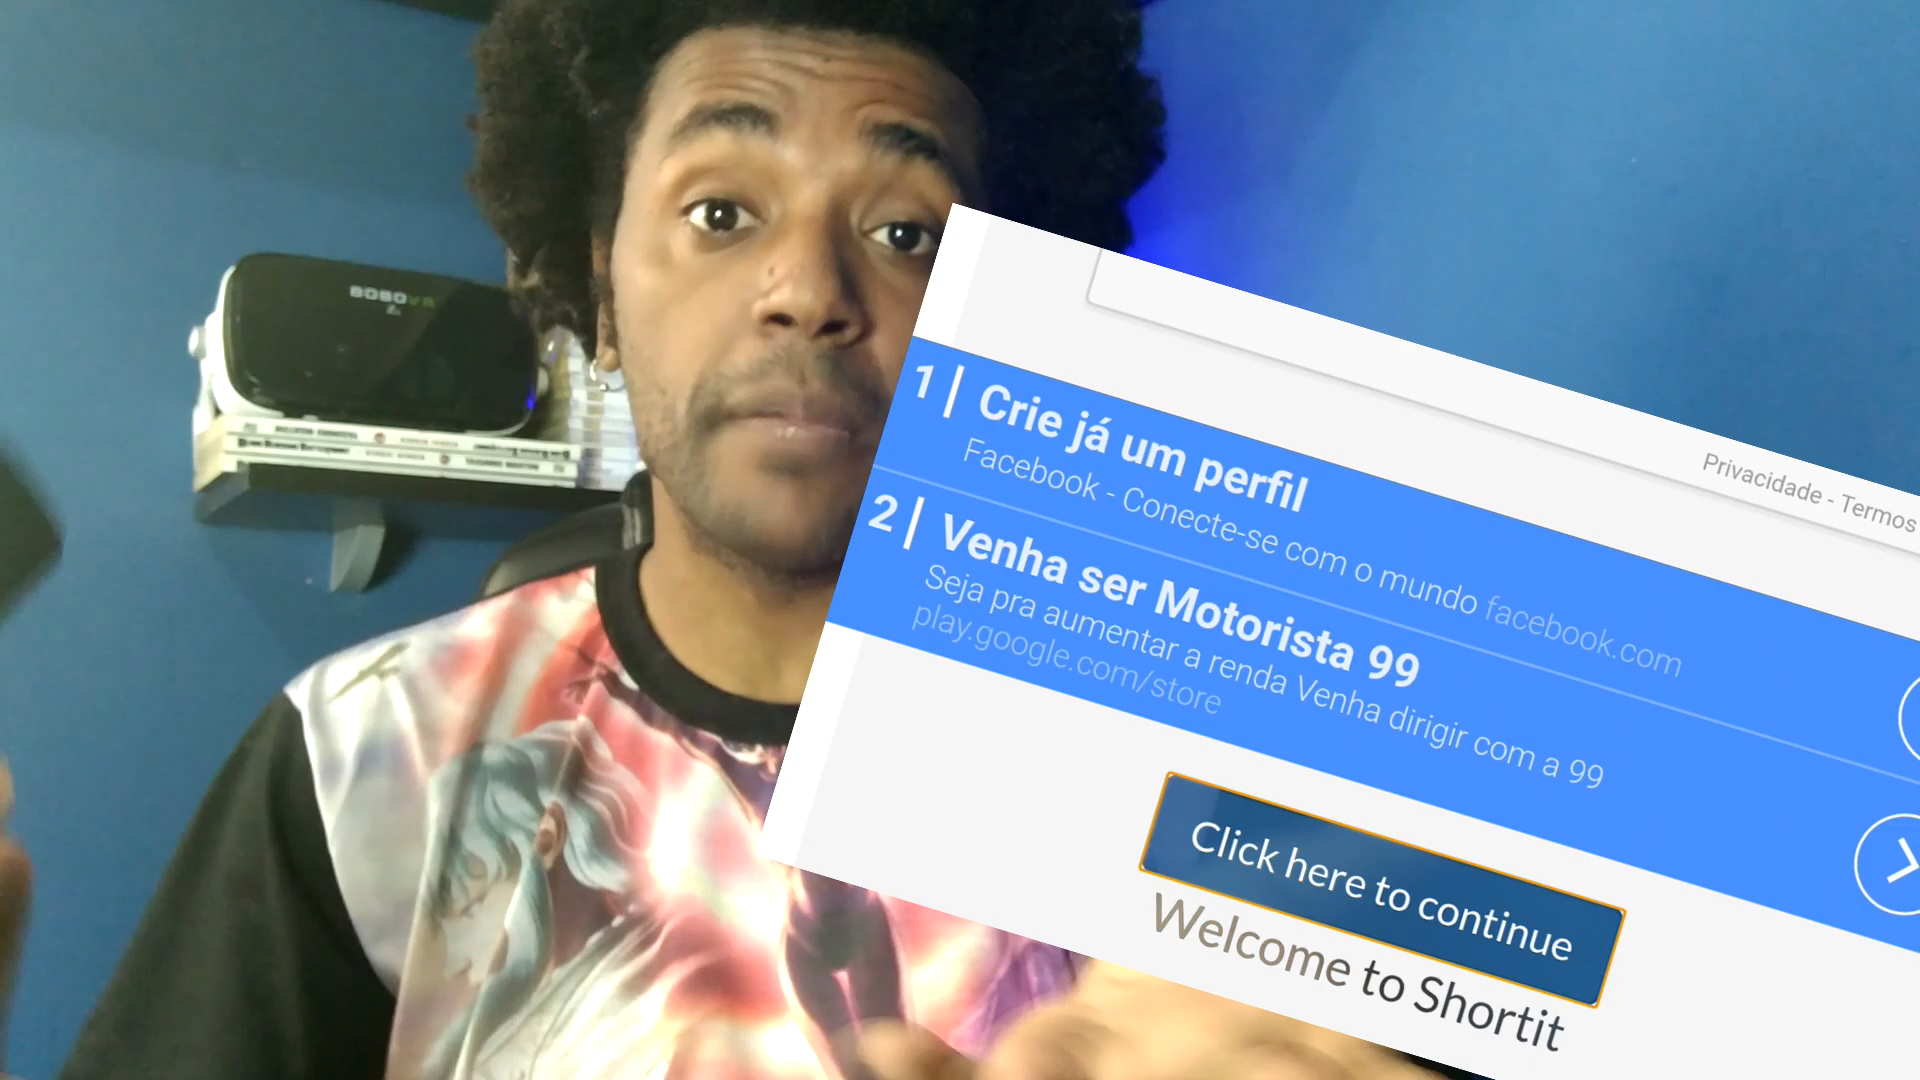 BOBOVR
Z4
Privacidade - Termos
1 | Crie já um perfil
Facebook - Conecte-se com o mundo facebook.com
2 | Venha ser Motorista 99
Seja pra aumentar a renda Venha dirigir com a 99
play.google.com/store
Click here to continue
Welcome to Shortit